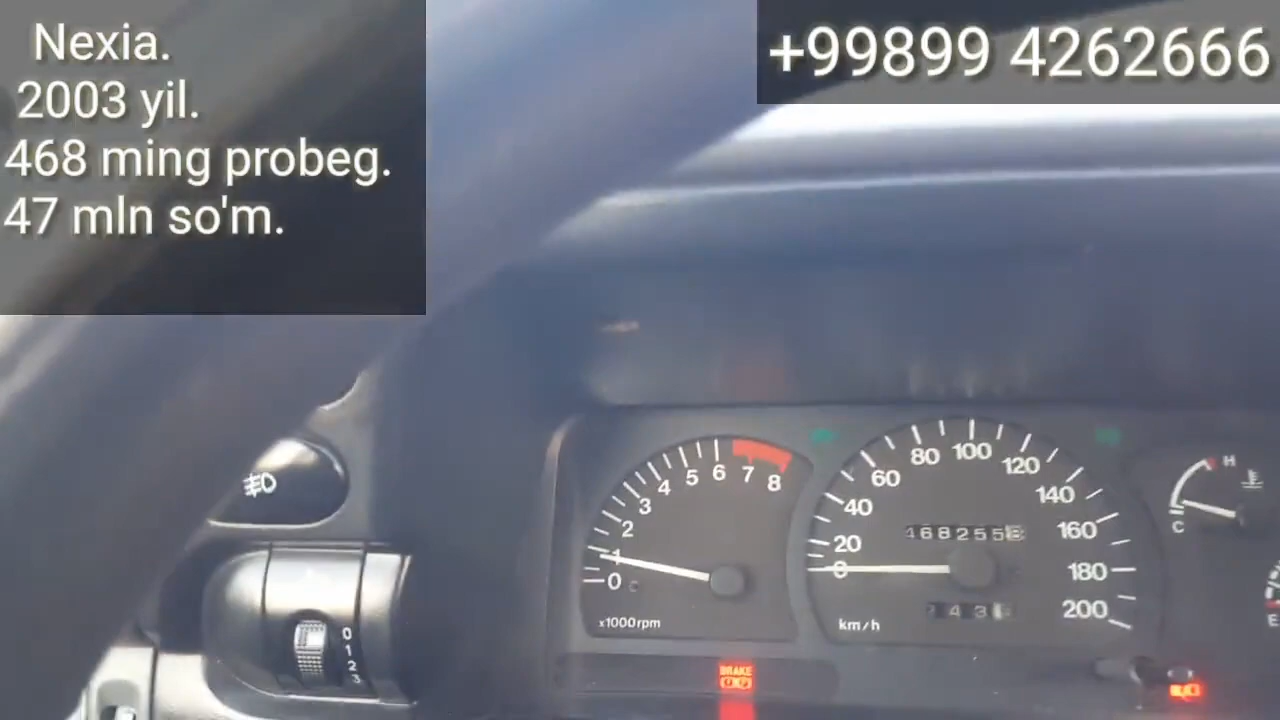 Nexia.
2003 yil.
468 ming probeg.
47 mln so'm.
+99899 4262666
0 1 2 3 4 5 6 7 8
x1000rpm
0 20 40 60 80 100 120 140 160 180 200
468255
43
km/h
H
C
E
BRAKE
0
1
2
3